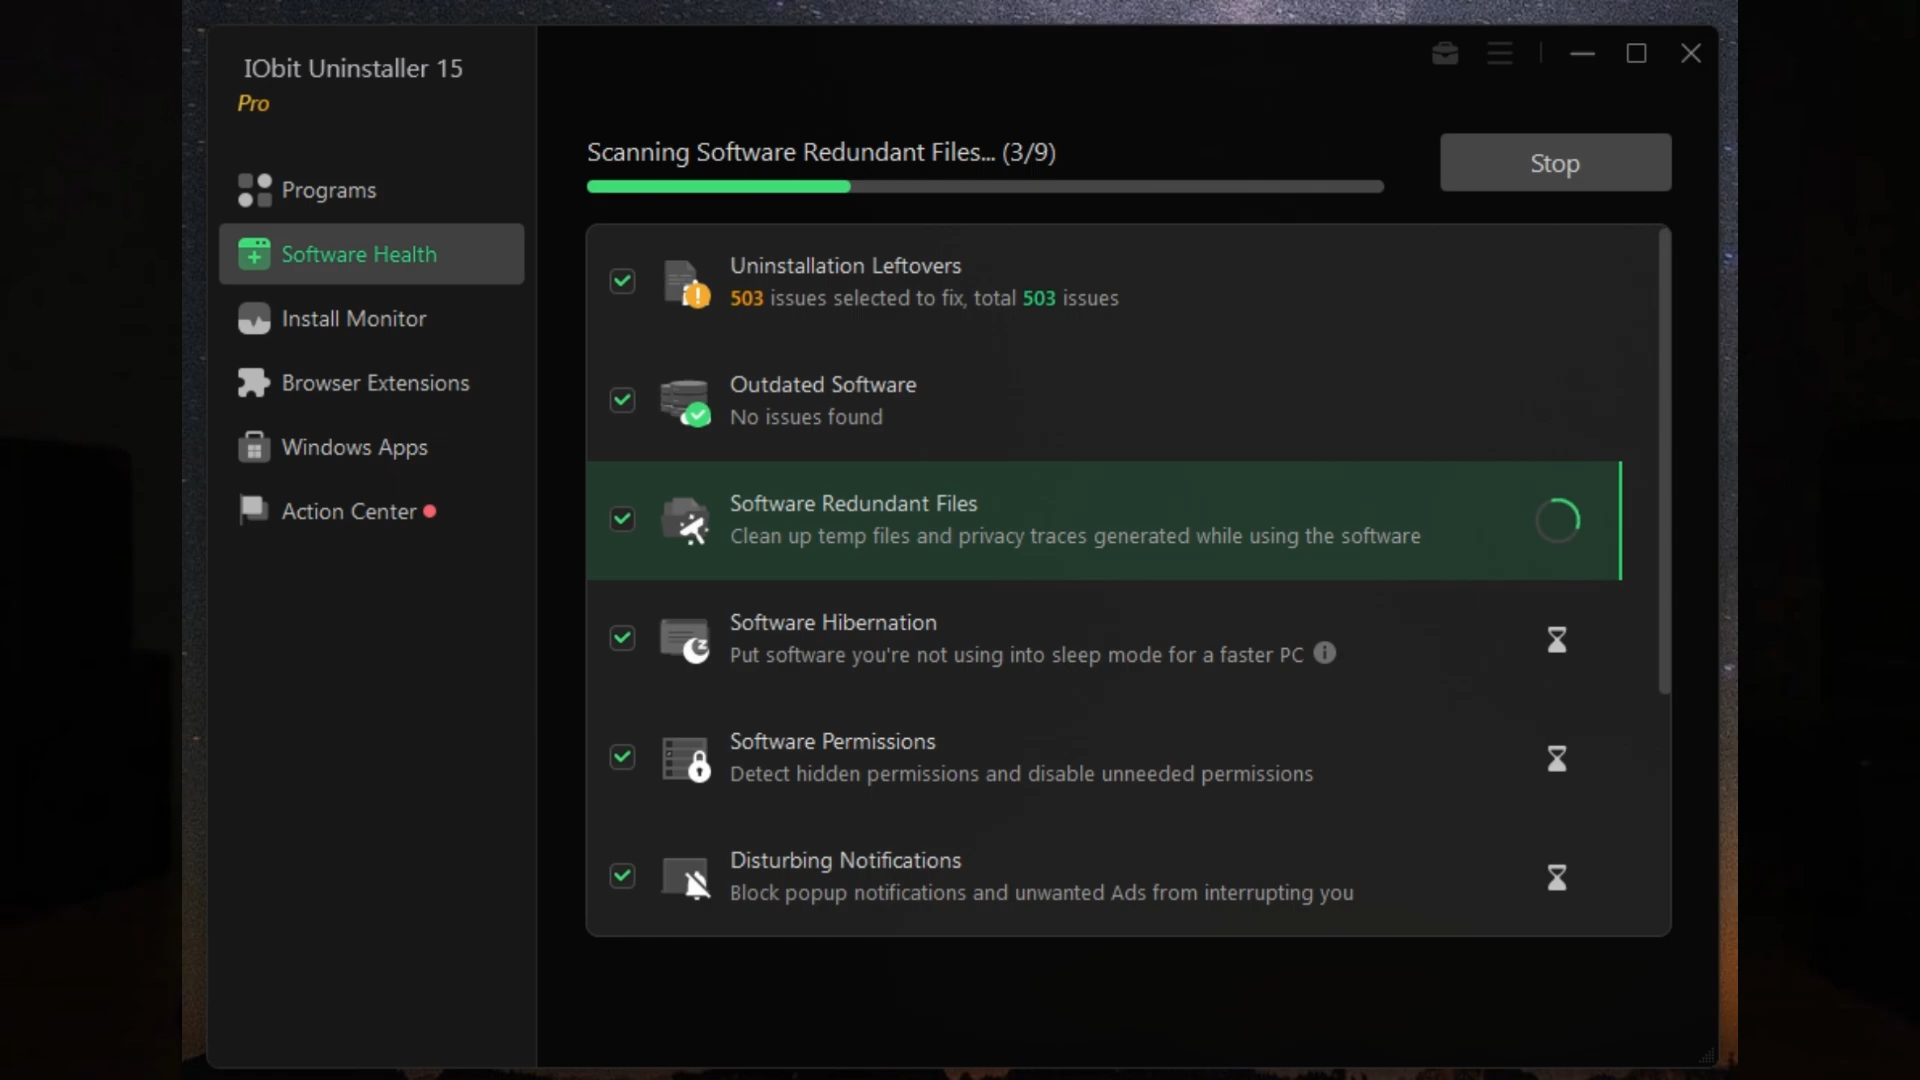 IObit Uninstaller 15
Pro
Programs
Software Health
Install Monitor
Browser Extensions
Windows Apps
Action Center
Scanning Software Redundant Files... (3/9)
Stop
Uninstallation Leftovers
503 issues selected to fix, total 503 issues
Outdated Software
No issues found
Software Redundant Files
Clean up temp files and privacy traces generated while using the software
Software Hibernation
Put software you're not using into sleep mode for a faster PC
Software Permissions
Detect hidden permissions and disable unneeded permissions
Disturbing Notifications
Block popup notifications and unwanted Ads from interrupting you